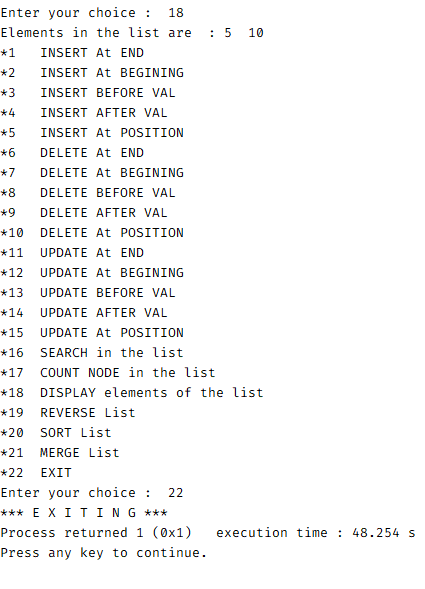 Enter your choice :  18
Elements in the list are  : 5  10
*1   INSERT At END
*2   INSERT At BEGINING
*3   INSERT BEFORE VAL
*4   INSERT AFTER VAL
*5   INSERT At POSITION
*6   DELETE At END
*7   DELETE At BEGINING
*8   DELETE BEFORE VAL
*9   DELETE AFTER VAL
*10  DELETE At POSITION
*11  UPDATE At END
*12  UPDATE At BEGINING
*13  UPDATE BEFORE VAL
*14  UPDATE AFTER VAL
*15  UPDATE At POSITION
*16  SEARCH in the list
*17  COUNT NODE in the list
*18  DISPLAY elements of the list
*19  REVERSE List
*20  SORT List
*21  MERGE List
*22  EXIT
Enter your choice :  22
*** E X I T I N G ***
Process returned 1 (0x1)   execution time : 48.254 s
Press any key to continue.